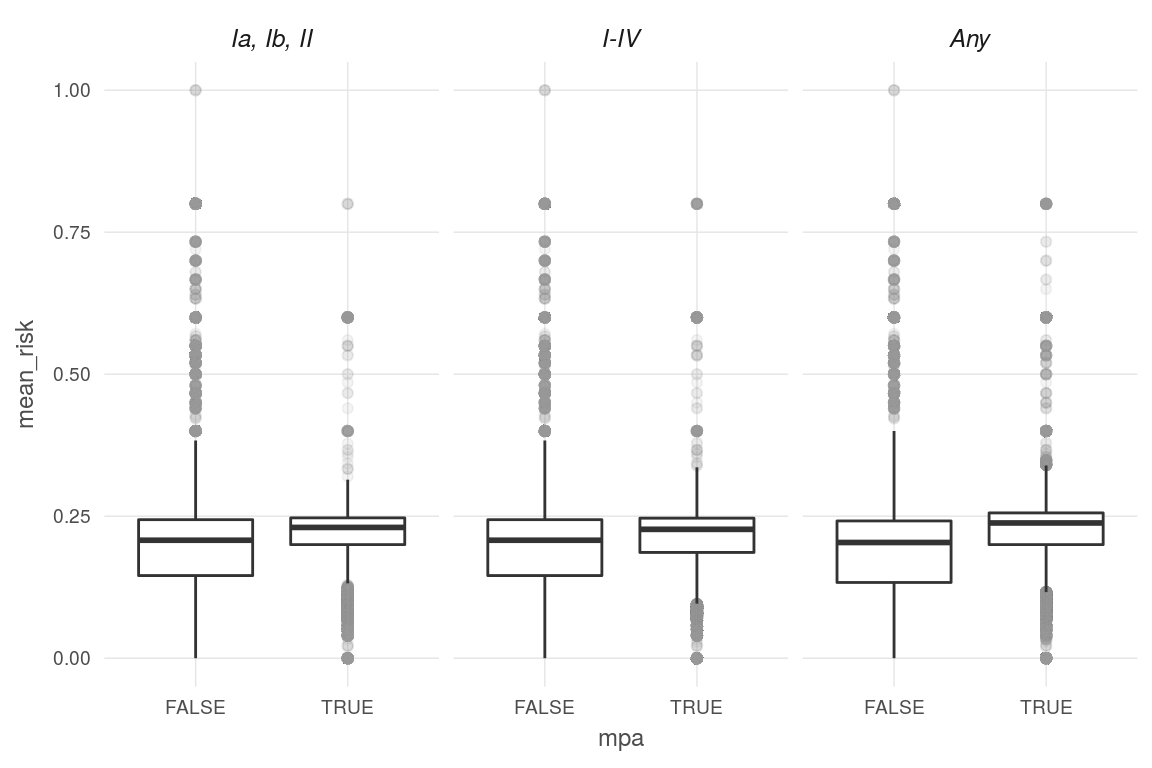 Ia, Ib, II
I-IV
Any
1.00
0.75
0.50
0.25
0.00
mean_risk
FALSE TRUE
FALSE TRUE
FALSE TRUE
mpa